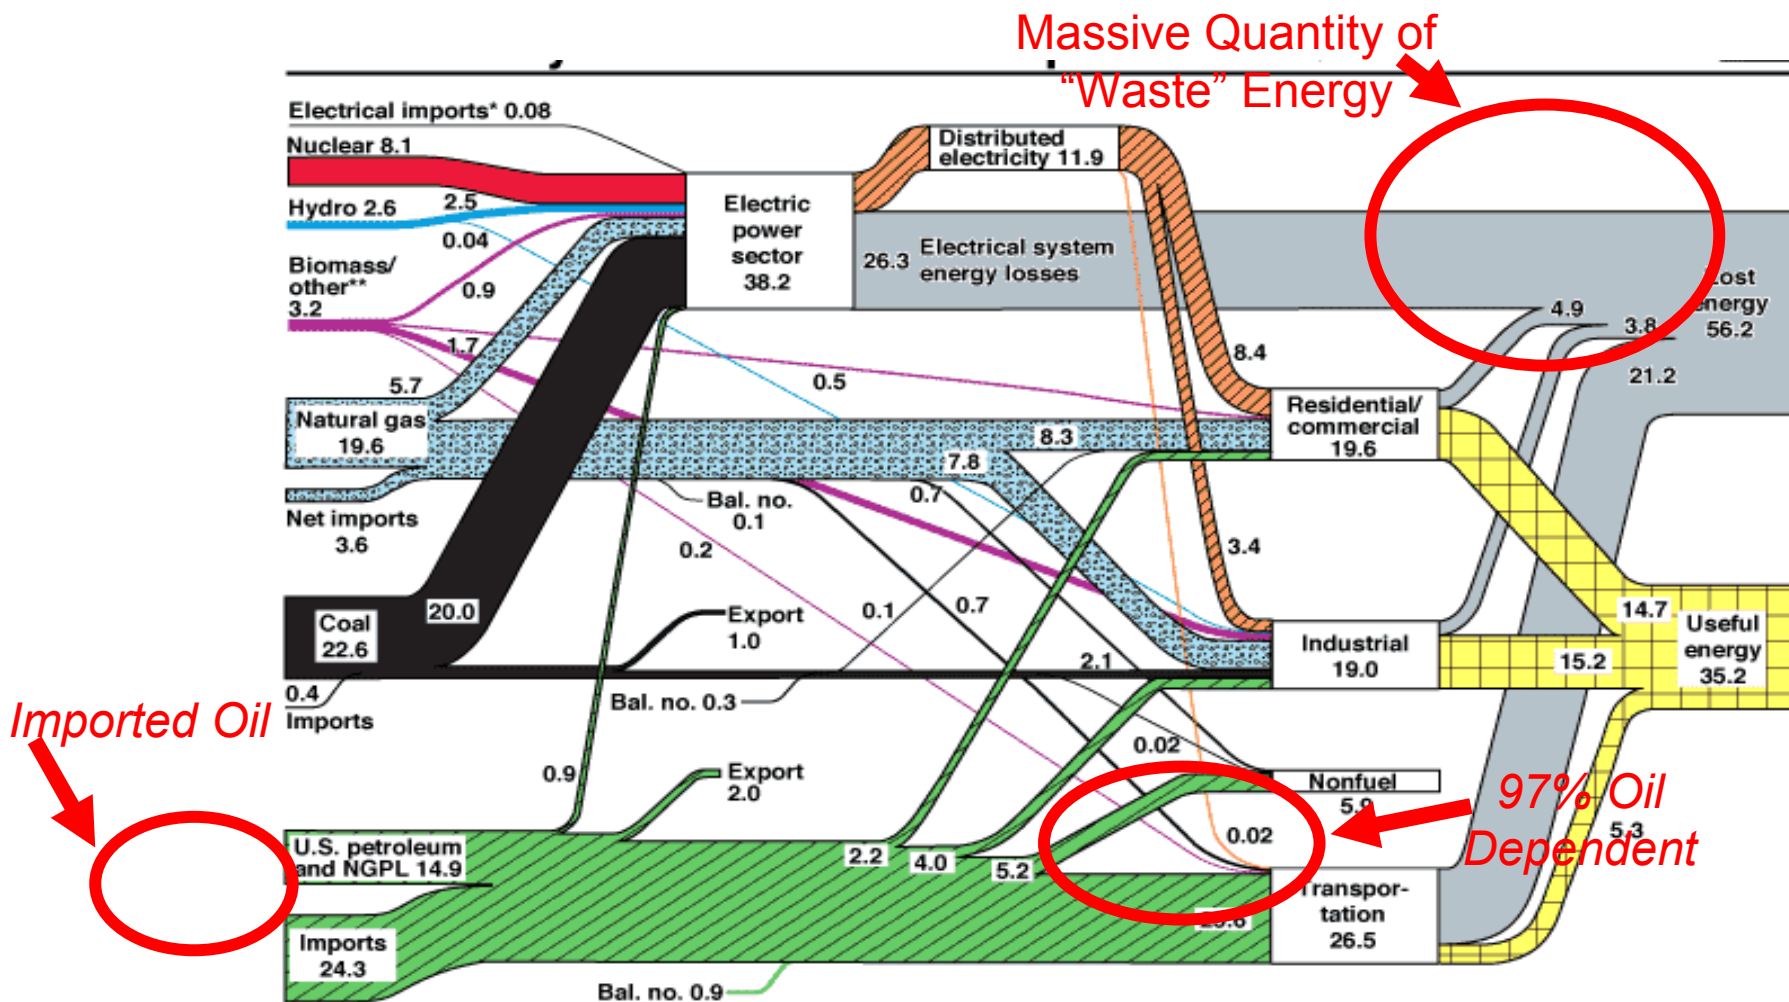 Massive Quantity of
“Waste” Energy
Electrical imports* 0.08
Nuclear 8.1
Hydro 2.6
2.5
0.04
Biomass/
other**
3.2
0.9
1.7
5.7
Natural gas
19.6
Net imports
3.6
Coal
22.6
20.0
0.4
Imports
Imported Oil
U.S. petroleum
and NGPL 14.9
Imports
24.3
Bal. no. 0.9
0.9
Export
2.0
Export
1.0
Bal. no. 0.3
Bal. no.
0.1
0.2
0.5
Electric
power
sector
38.2
Distributed
electricity 11.9
26.3
Electrical system
energy losses
8.4
8.3
7.8
0.7
0.1
0.7
3.4
2.1
0.02
0.02
2.2
4.0
5.2
Residential/
commercial
19.6
Industrial
19.0
Nonfuel
5.9
Transpor-
tation
26.5
97% Oil
Dependent
5.3
4.9
3.8
21.2
Lost
energy
56.2
14.7
15.2
Useful
energy
35.2